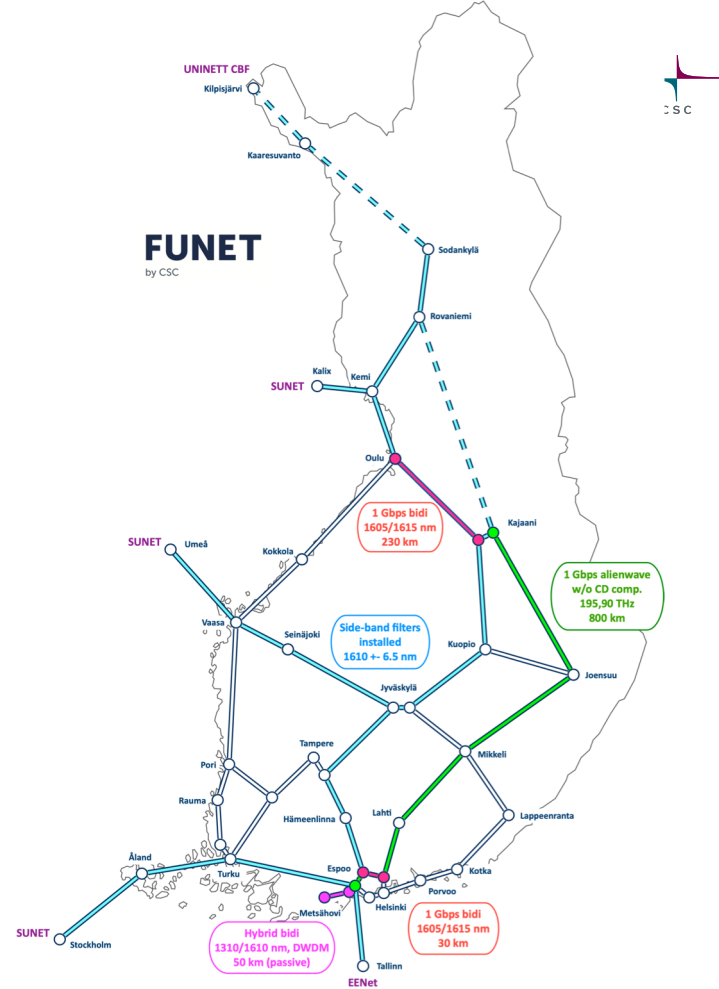 UNINETT CBF
Kilpisjärvi
CSC
Kaaresuvanto
FUNET
by CSC
Sodankylä
Rovaniemi
Kalix
Kemi
SUNET
Oulu
1 Gbps bidi
1605/1615 nm
230 km
Kajaani
SUNET
Umeå
Kokkola
1 Gbps alienwave
w/o CD comp.
195,90 THz
800 km
Vaasa
Seinäjoki
Side-band filters
installed
1610 +- 6.5 nm
Kuopio
Joensuu
Jyväskylä
Tampere
Mikkeli
Pori
Rauma
Hämeenlinna
Lahti
Lappeenranta
Åland
Turku
Espoo
Kotka
Porvoo
Helsinki
Metsähovi
SUNET
Stockholm
Hybrid bidi
1310/1610 nm, DWDM
50 km (passive)
1 Gbps bidi
1605/1615 nm
30 km
Tallinn
EENet